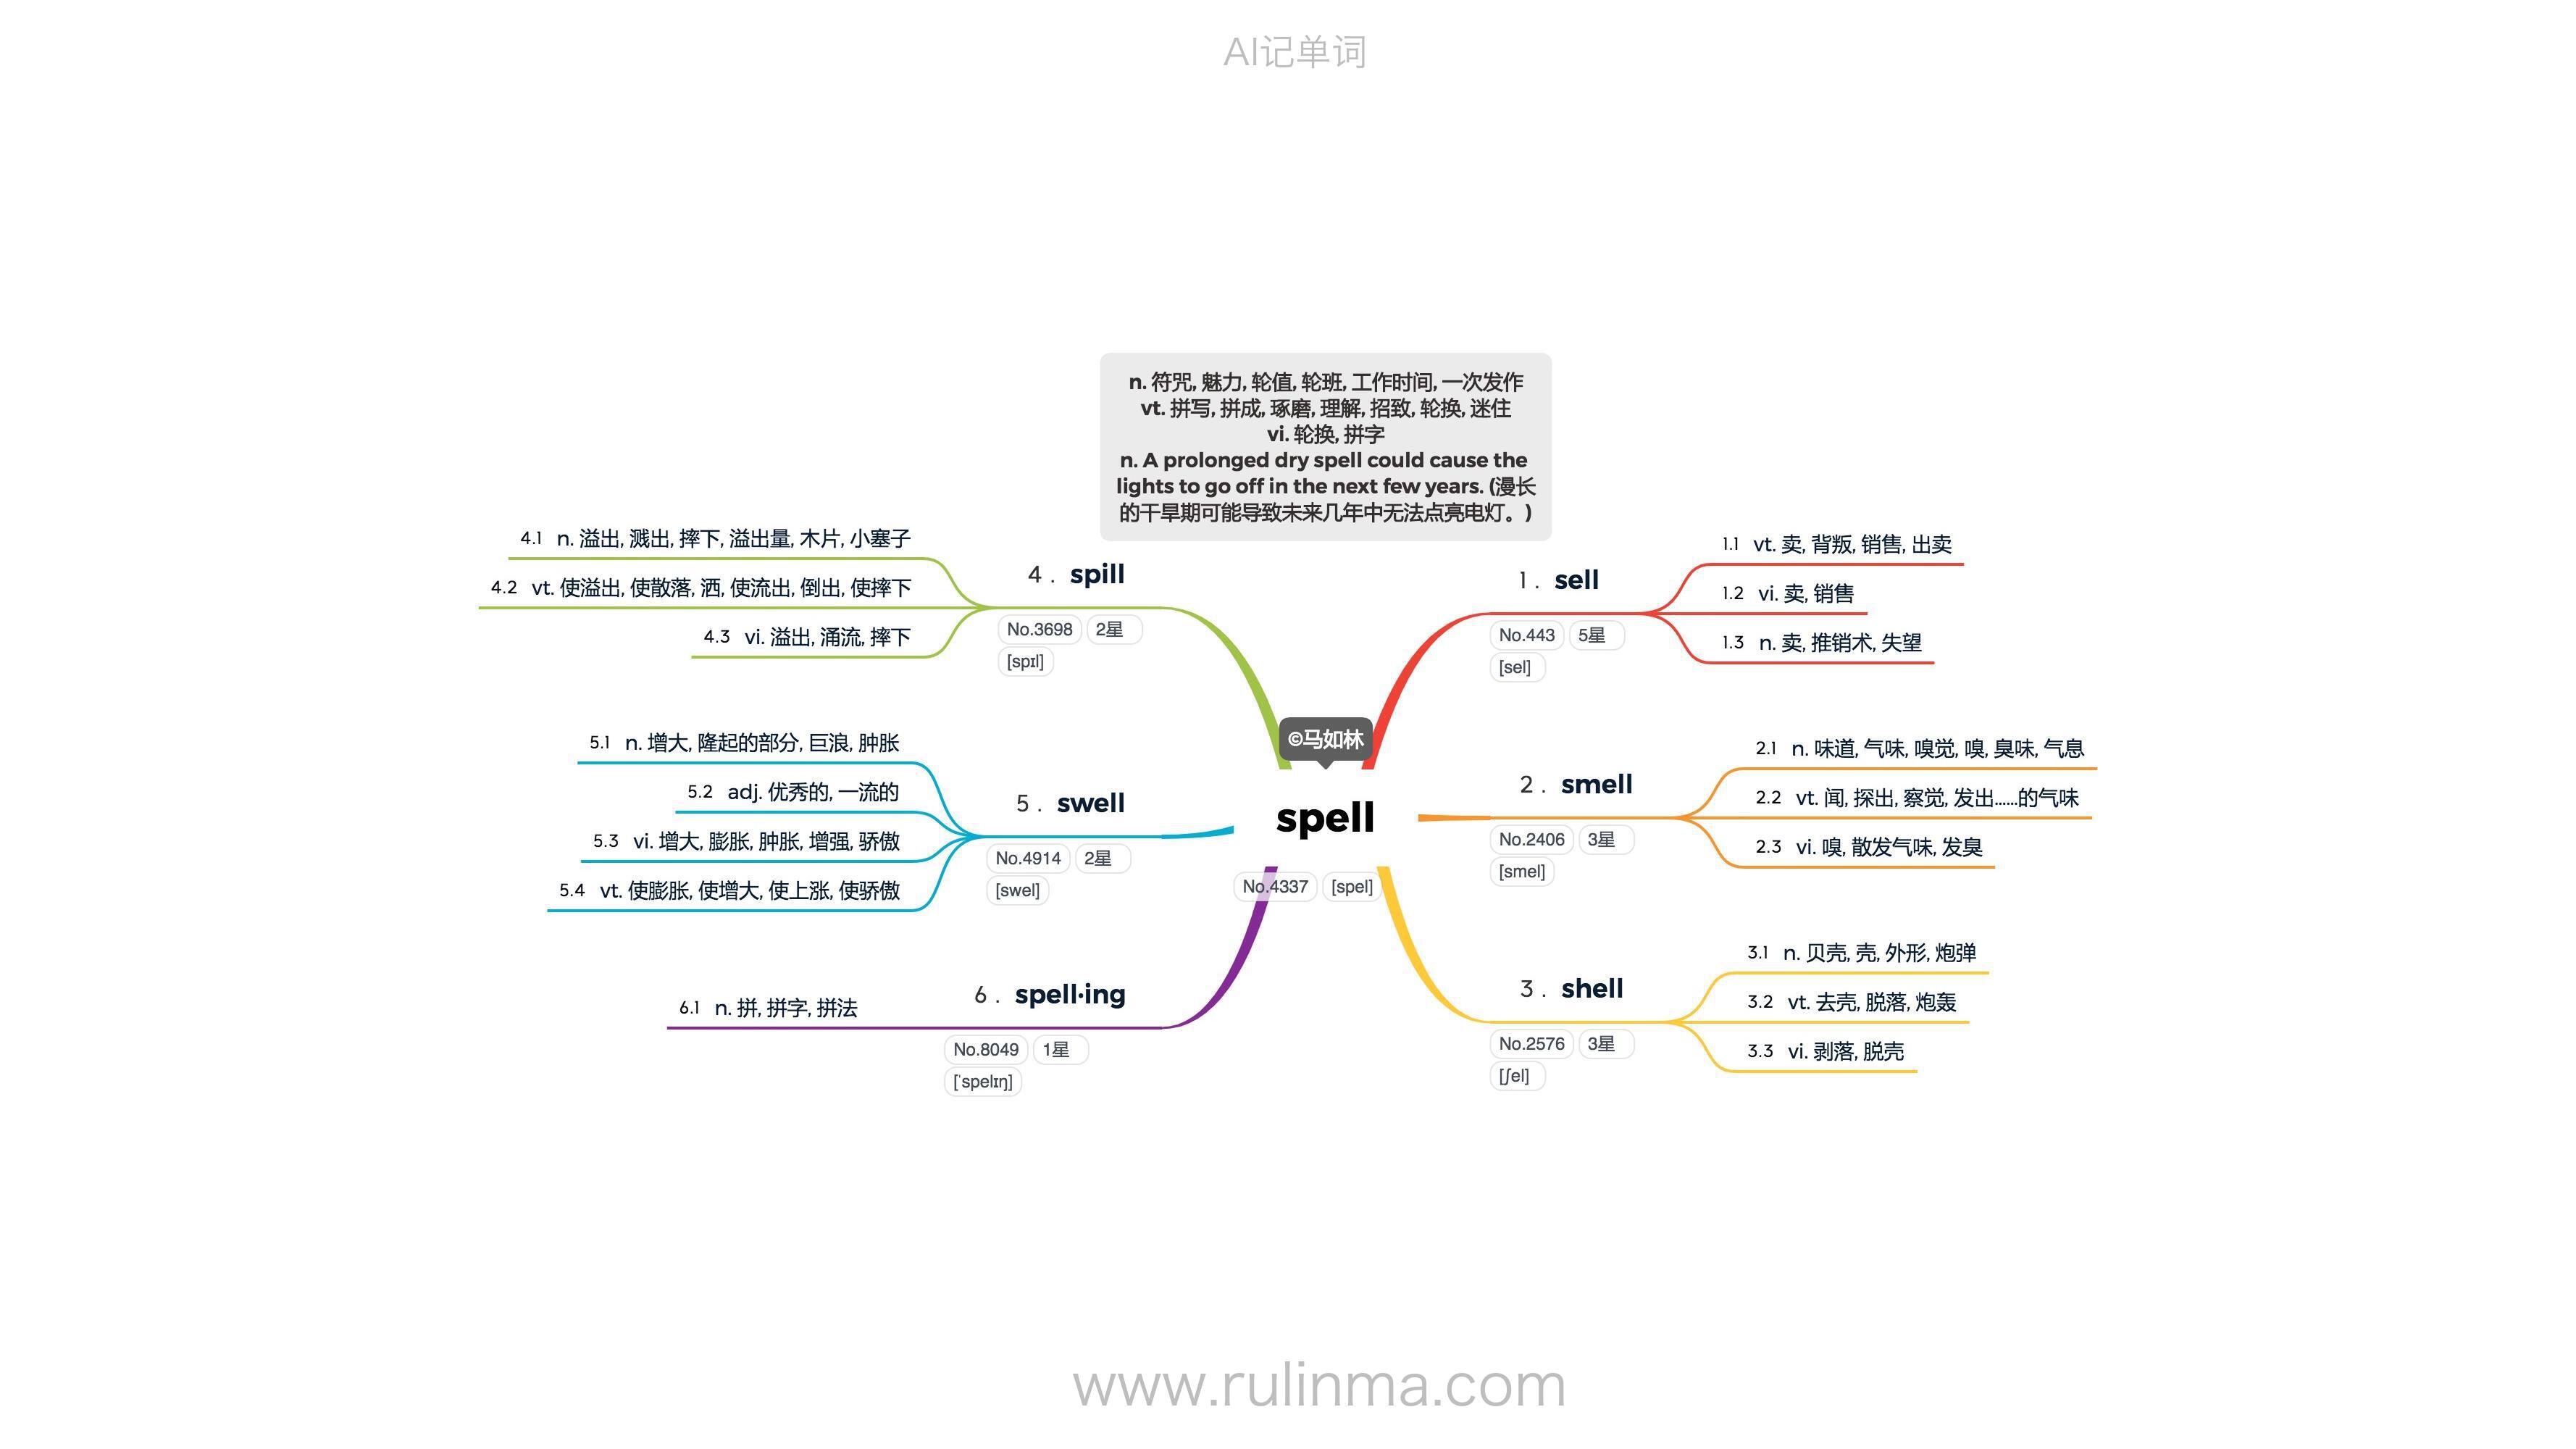 AI记单词
n. 符咒, 魅力, 轮值, 轮班, 工作时间, 一次发作
vt. 拼写, 拼成, 琢磨, 理解, 招致, 轮换, 迷住
vi. 轮换, 拼字
n. A prolonged dry spell could cause the
lights to go off in the next few years. (漫长
的干旱期可能导致未来几年中无法点亮电灯。)
©马如林
spell
No.4337 [spel]
1 . sell
No.443 5星
[sel]
1.1 vt. 卖, 背叛, 销售, 出卖
1.2 vi. 卖, 销售
1.3 n. 卖, 推销术, 失望
2 . smell
No.2406 3星
[smel]
2.1 n. 味道, 气味, 嗅觉, 嗅, 臭味, 气息
2.2 vt. 闻, 探出, 察觉, 发出……的气味
2.3 vi. 嗅, 散发气味, 发臭
3 . shell
No.2576 3星
[ʃel]
3.1 n. 贝壳, 壳, 外形, 炮弹
3.2 vt. 去壳, 脱落, 炮轰
3.3 vi. 剥落, 脱壳
4 . spill
No.3698 2星
[spɪl]
4.1 n. 溢出, 溅出, 摔下, 溢出量, 木片, 小塞子
4.2 vt. 使溢出, 使散落, 洒, 使流出, 倒出, 使摔下
4.3 vi. 溢出, 涌流, 摔下
5 . swell
No.4914 2星
[swel]
5.1 n. 增大, 隆起的部分, 巨浪, 肿胀
5.2 adj. 优秀的, 一流的
5.3 vi. 增大, 膨胀, 肿胀, 增强, 骄傲
5.4 vt. 使膨胀, 使增大, 使上涨, 使骄傲
6 . spell·ing
No.8049 1星
[ˈspelɪŋ]
6.1 n. 拼, 拼字, 拼法
www.rulinma.com